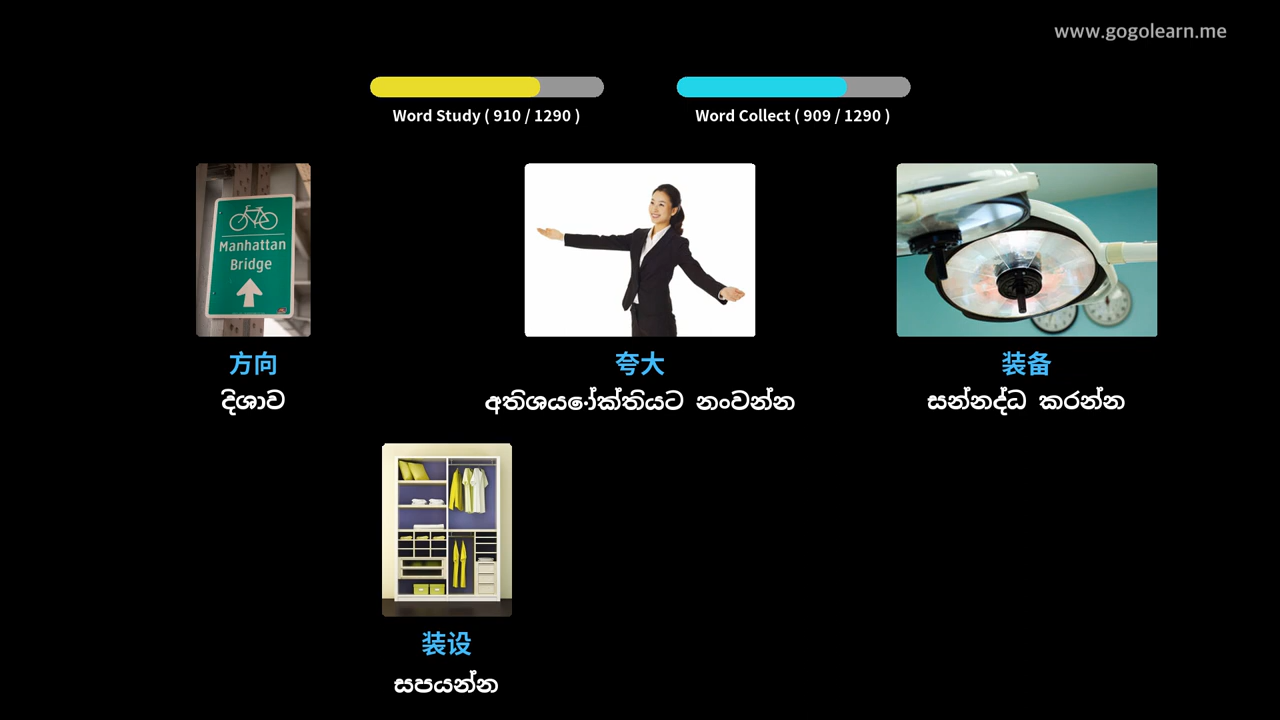 www.gogolearn.me
Word Study ( 910 / 1290 )
Word Collect ( 909 / 1290 )
Manhattan
Bridge
方向
夸大
装备
දිශාව
අතිශයෝක්තියට නංවන්න
සන්නද්ධ කරන්න
装设
සපයන්න